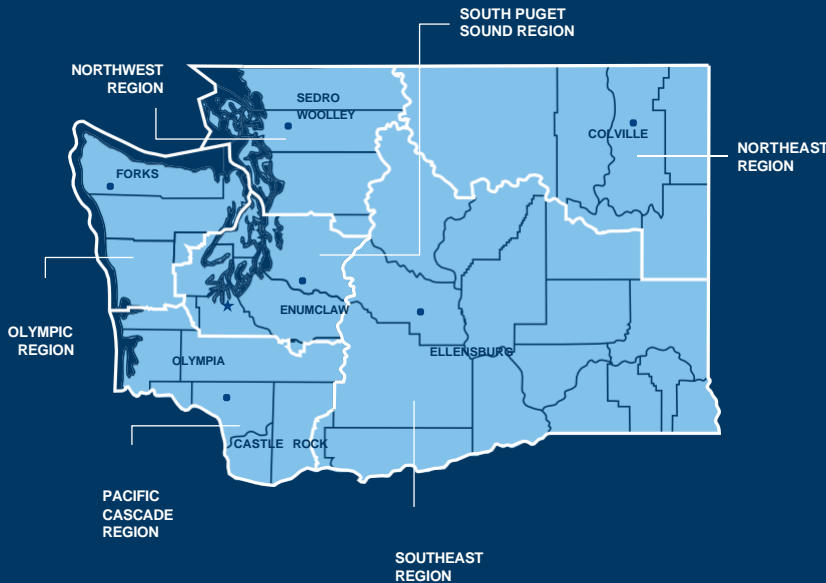 SOUTH PUGET
SOUND REGION
NORTHWEST
REGION
SEDRO
WOOLLEY
COLVILLE
NORTHEAST
REGION
FORKS
ENUMCLAW
OLYMPIC
REGION
OLYMPIA
ELLENSBURG
CASTLE ROCK
PACIFIC
CASCADE
REGION
SOUTHEAST
REGION